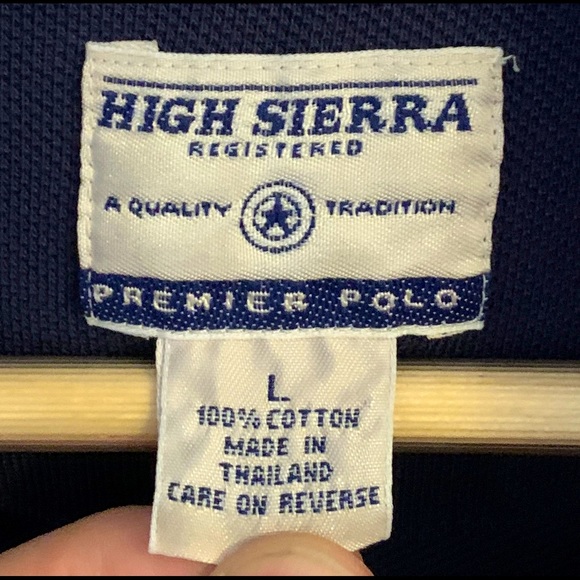 HIGH SIERRA
REGISTERED
A QUALITY TRADITION
PREMIER POLO
L
100% COTTON
MADE IN
THAILAND
CARE ON REVERSE